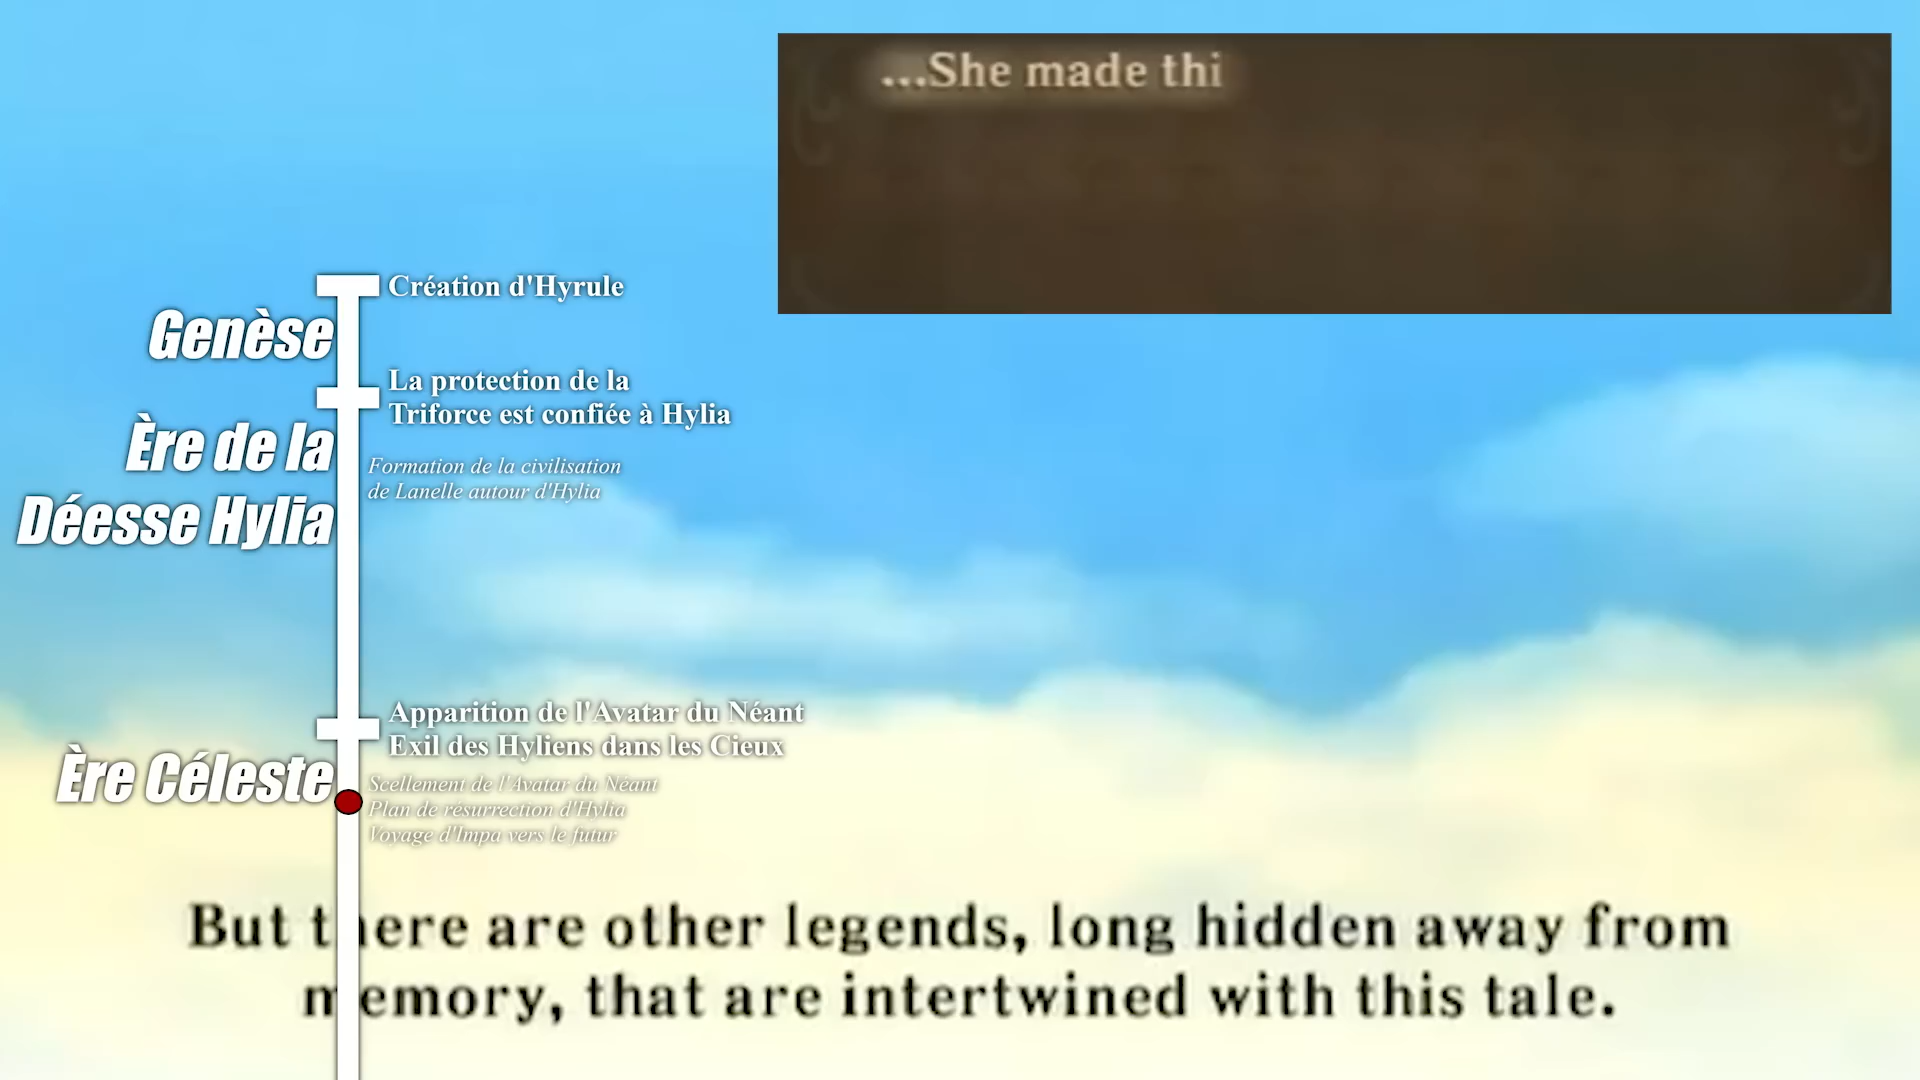 ...She made thi
Création d'Hyrule
Genèse
La protection de la
Triforce est confiée à Hylia
Ère de la
Déesse Hylia
Formation de la civilisation
de Lanelle autour d'Hylia
Apparition de l'Avatar du Néant
Exil des Hyliens dans les Cieux
Ère Céleste
Scellement de l'Avatar du Néant
Plan de résurrection d'Hylia
Voyage d'Impa vers le futur
But there are other legends, long hidden away from
memory, that are intertwined with this tale.